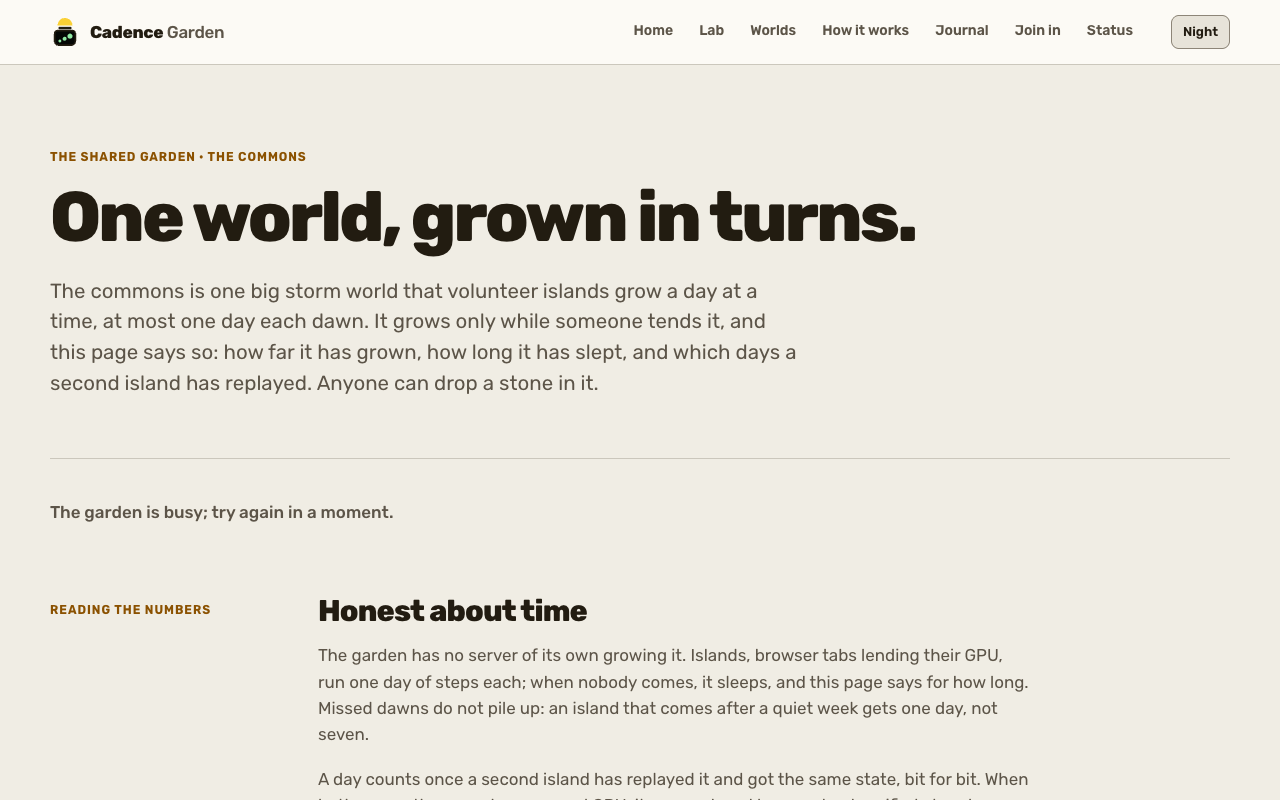 Cadence Garden
Home Lab Worlds How it works Journal Join in Status Night
THE SHARED GARDEN • THE COMMONS
One world, grown in turns.
The commons is one big storm world that volunteer islands grow a day at a
time, at most one day each dawn. It grows only while someone tends it, and
this page says so: how far it has grown, how long it has slept, and which days a
second island has replayed. Anyone can drop a stone in it.
The garden is busy; try again in a moment.
READING THE NUMBERS
Honest about time
The garden has no server of its own growing it. Islands, browser tabs lending their GPU,
run one day of steps each; when nobody comes, it sleeps, and this page says for how long.
Missed dawns do not pile up: an island that comes after a quiet week gets one day, not
seven.
A day counts once a second island has replayed it and got the same state, bit for bit. When